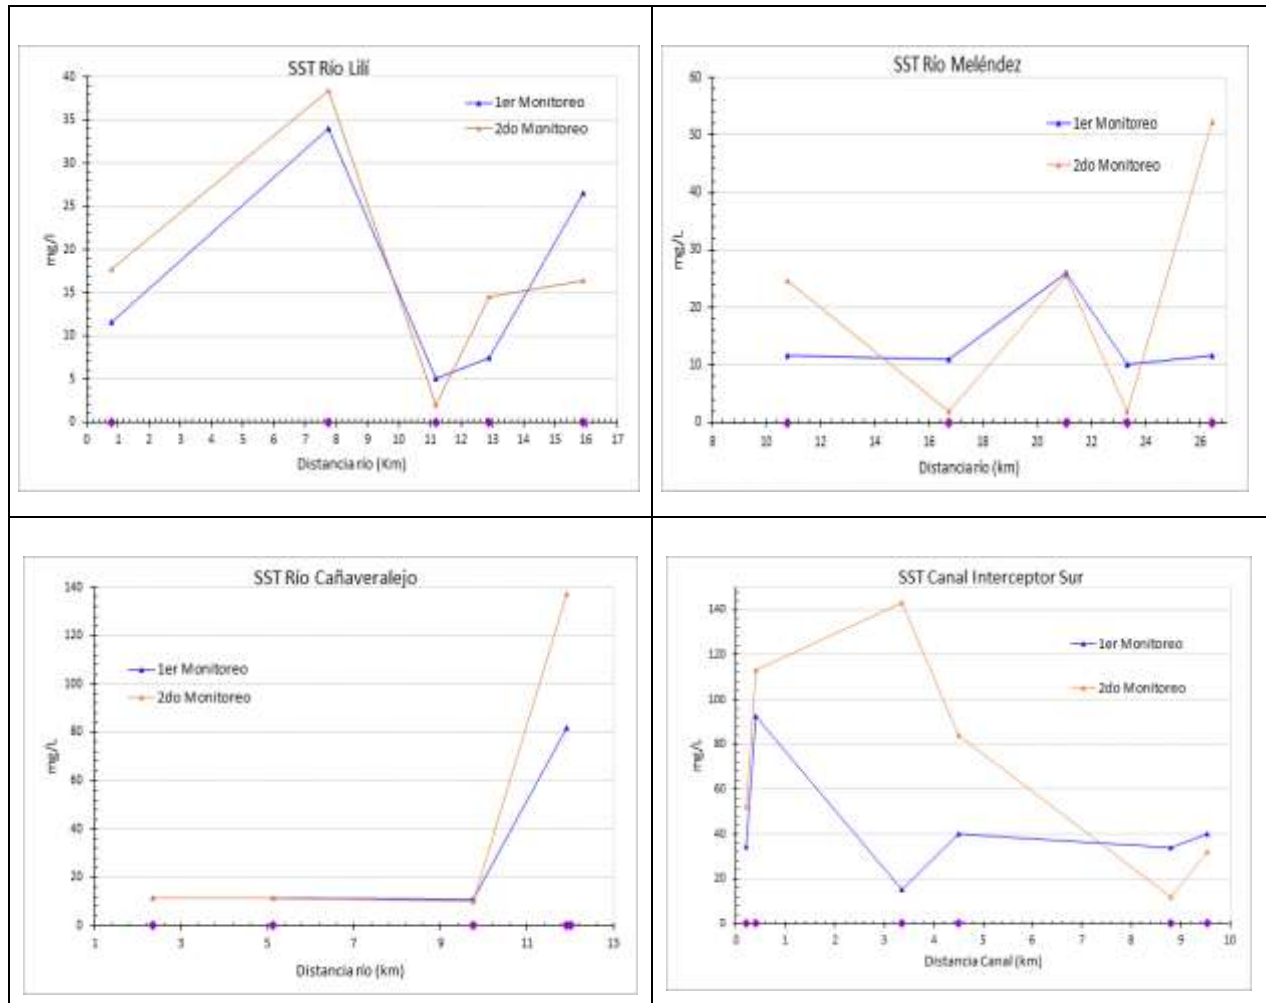 SST Río Lilí
40
35
30
25
20
15
10
5
0
mg/l
1er Monitoreo
2do Monitoreo
0 1 2 3 4 5 6 7 8 9 10 11 12 13 14 15 16 17
Distancia río (Km)
SST Río Meléndez
60
50
40
30
20
10
0
mg/L
1er Monitoreo
2do Monitoreo
8 10 12 14 16 18 20 22 24 26
Distancia río (km)
SST Río Cañaveralejo
140
120
100
80
60
40
20
0
mg/L
1er Monitoreo
2do Monitoreo
1 3 5 7 9 11 13
Distancia río (km)
SST Canal Interceptor Sur
140
120
100
80
60
40
20
0
mg/L
1er Monitoreo
2do Monitoreo
0 1 2 3 4 5 6 7 8 9 10
Distancia Canal (km)